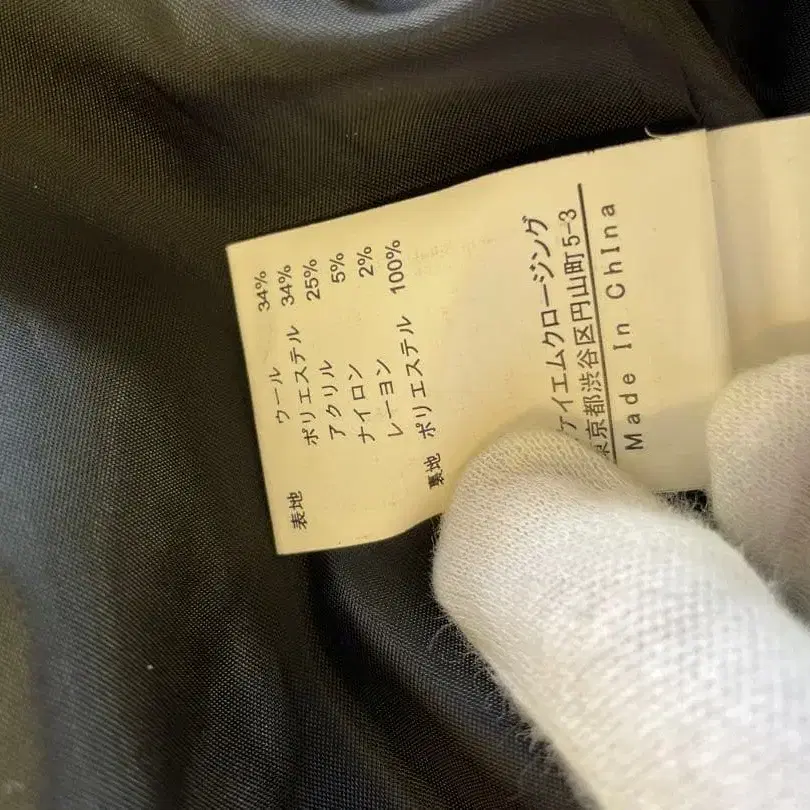 表地 ウール 34%
ポリエステル 34%
アクリル 25%
ナイロン 5%
レーヨン 2%
裏地 ポリエステル 100%
ケイエムクロージング
東京都渋谷区円山町5-3
Made In ChIna